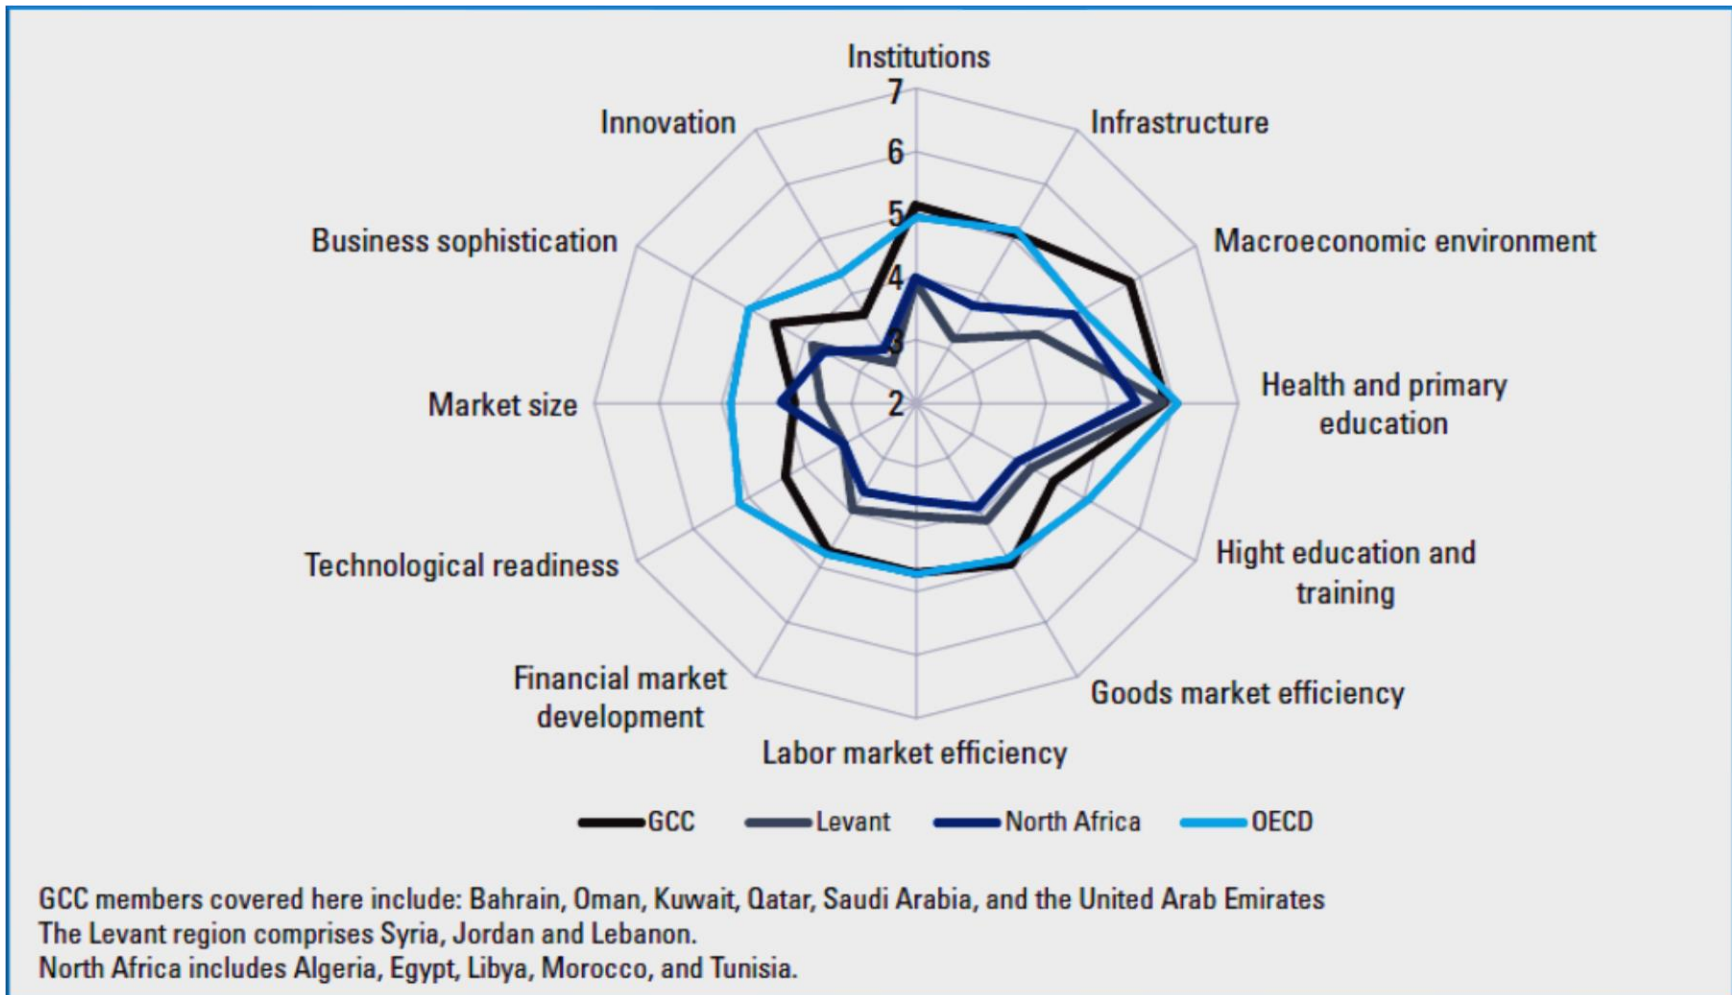 Institutions
7
Innovation
Infrastructure
6
5
Business sophistication
Macroeconomic environment
4
3
Market size
2
Health and primary
education
Technological readiness
Hight education and
training
Financial market
development
Goods market efficiency
Labor market efficiency
GCC
Levant
North Africa
OECD
GCC members covered here include: Bahrain, Oman, Kuwait, Qatar, Saudi Arabia, and the United Arab Emirates
The Levant region comprises Syria, Jordan and Lebanon.
North Africa includes Algeria, Egypt, Libya, Morocco, and Tunisia.